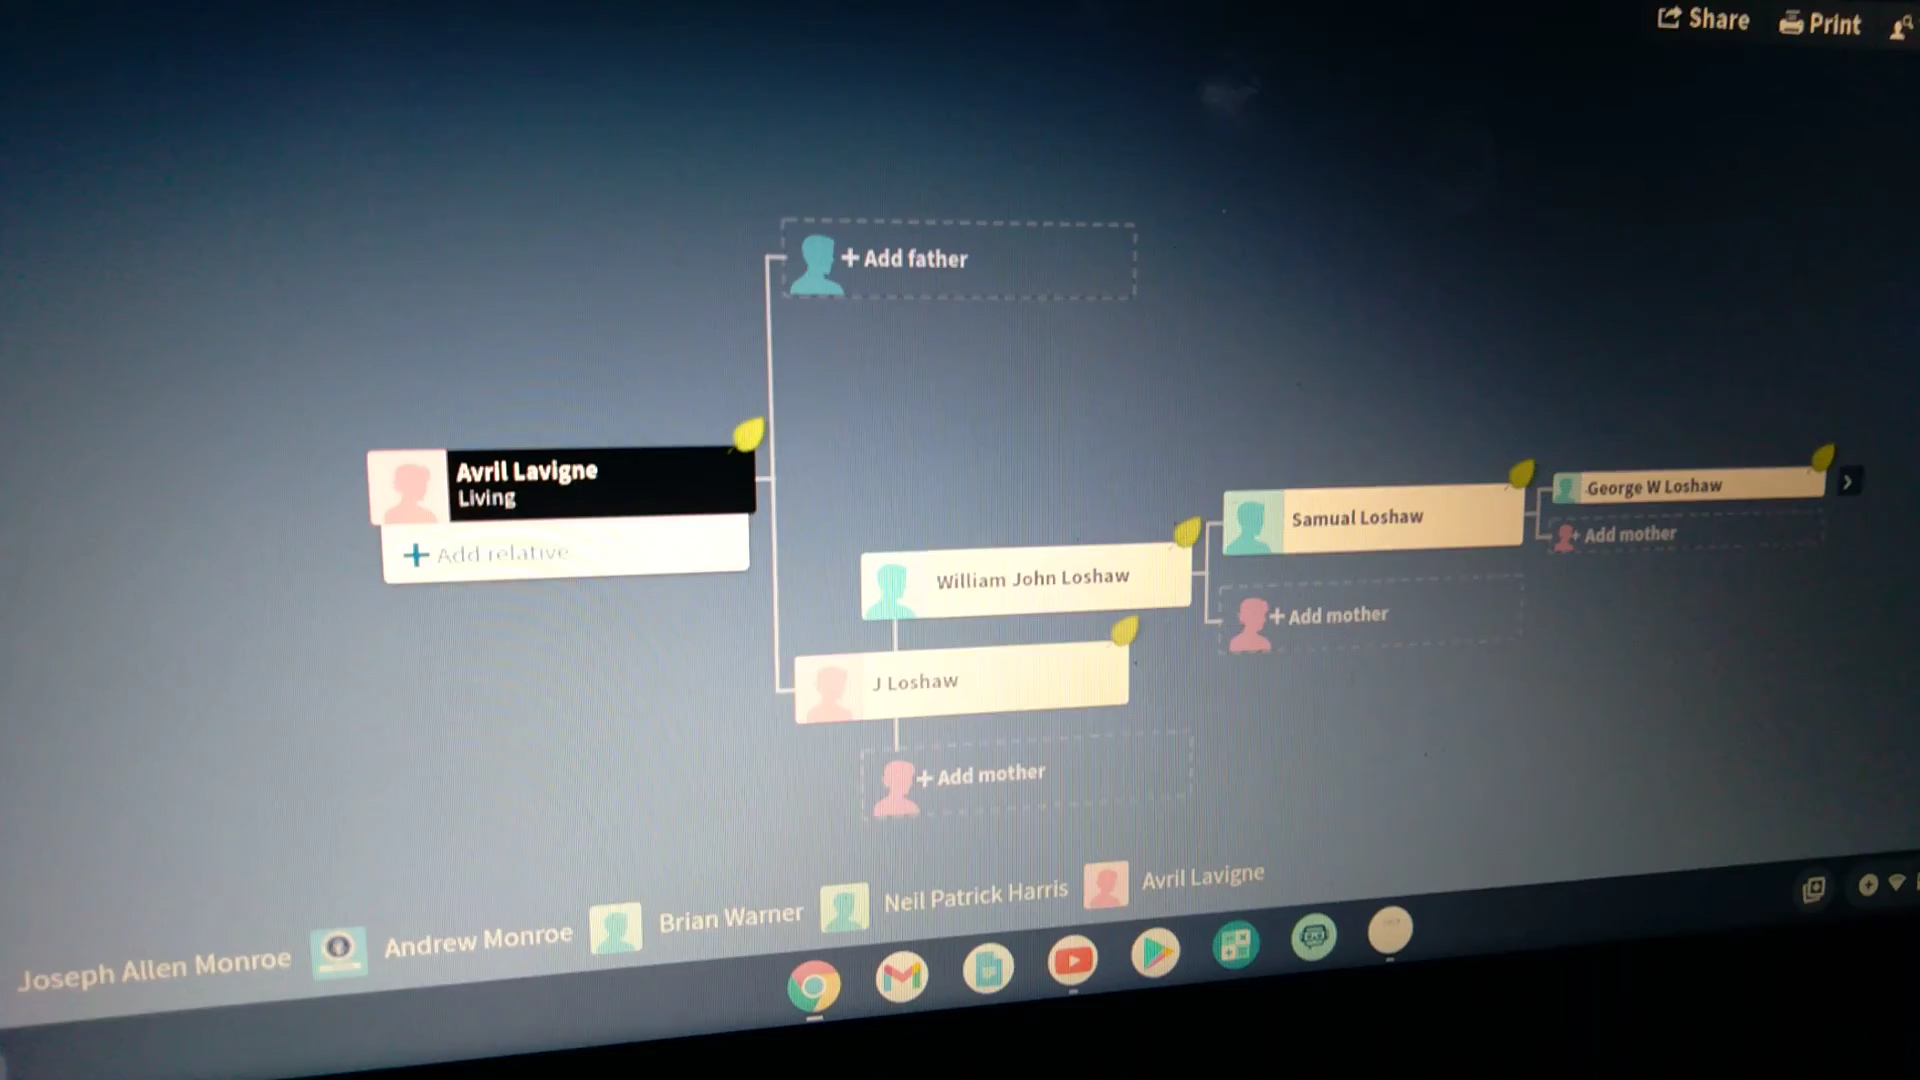 Share
Print
+ Add father
Avril Lavigne
Living
+ Add relative
George W Loshaw
Samual Loshaw
+ Add mother
William John Loshaw
+ Add mother
J Loshaw
+ Add mother
Joseph Allen Monroe
Andrew Monroe
Brian Warner
Neil Patrick Harris
Avril Lavigne